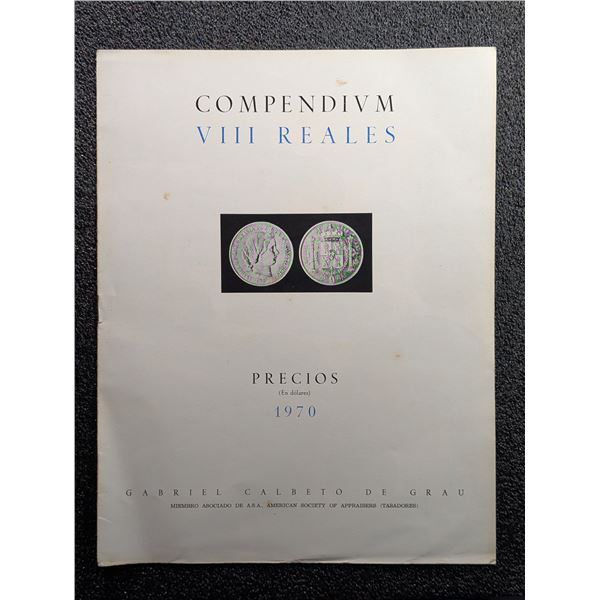 COMPENDIVM
VIII REALES
PRECIOS
(En dólares)
1970
GABRIEL CALBETO DE GRAU
MIEMBRO ASOCIADO DE A.S.A., AMERICAN SOCIETY OF APPRAISERS (TASADORES)